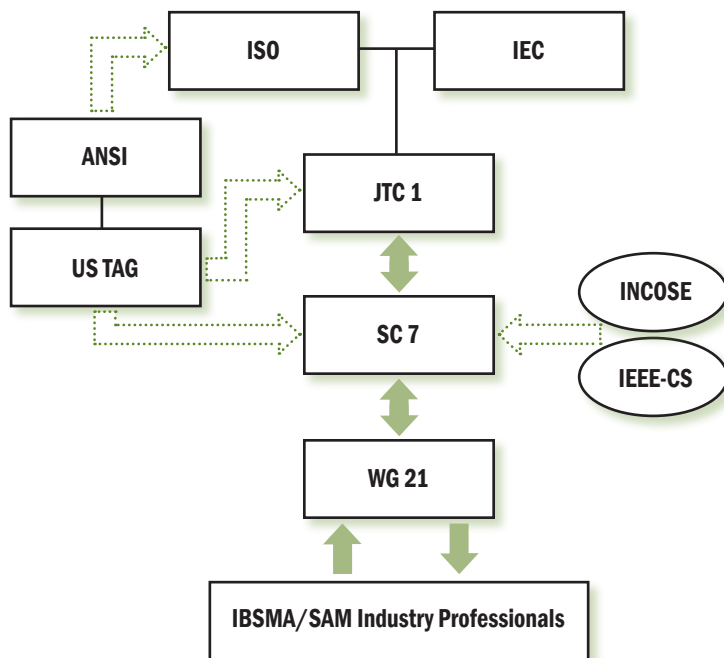 ISO
IEC
ANSI
JTC 1
US TAG
INCOSE
SC 7
IEEE-CS
WG 21
IBSMA/SAM Industry Professionals